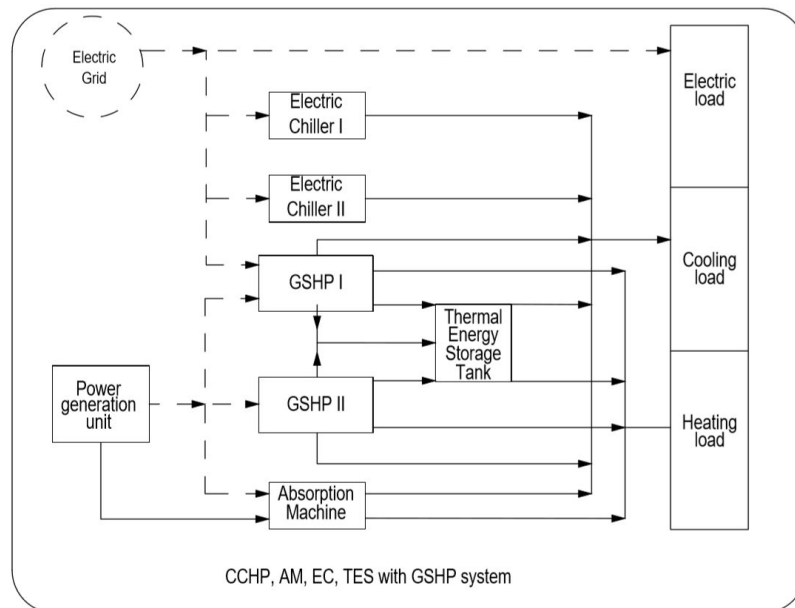 Electric
Grid
Electric
load
Electric
Chiller I
Electric
Chiller II
GSHP I
Cooling
load
Thermal
Energy
Storage
Tank
Power
generation
unit
GSHP II
Heating
load
Absorption
Machine
CCHP, AM, EC, TES with GSHP system